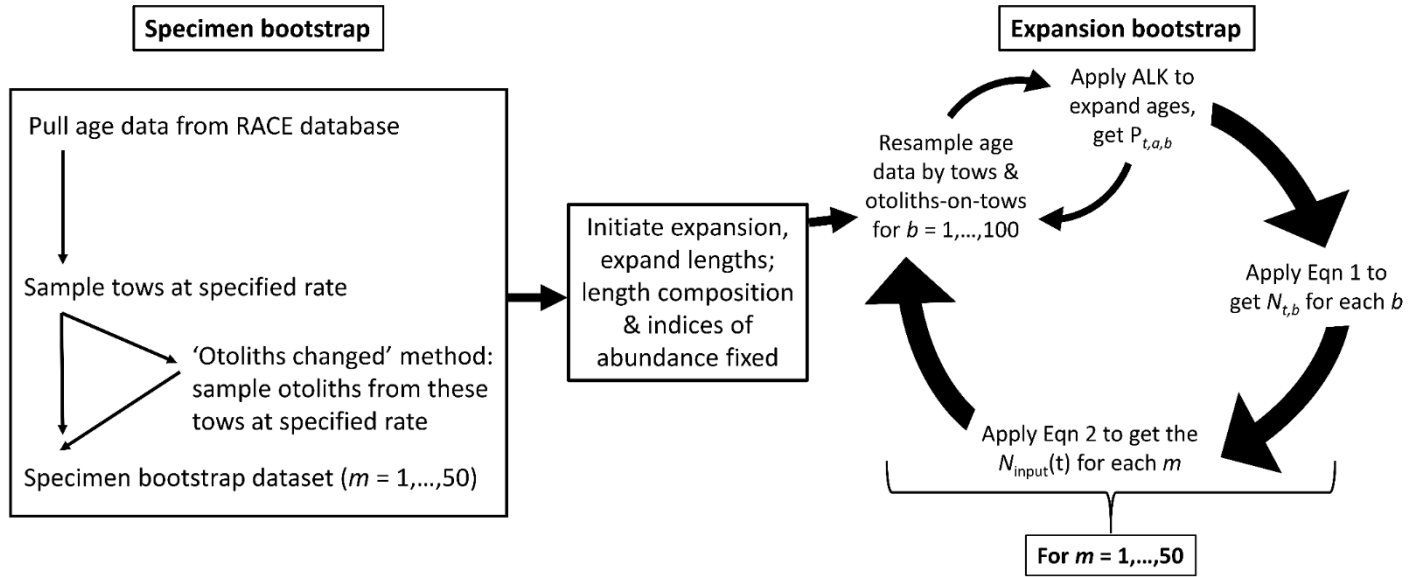 Specimen bootstrap
Pull age data from RACE database
Sample tows at specified rate
‘Otoliths changed’ method:
sample otoliths from these
tows at specified rate
Specimen bootstrap dataset (m = 1,…,50)
Initiate expansion,
expand lengths;
length composition
& indices of
abundance fixed
Expansion bootstrap
Resample age
data by tows &
otoliths-on-tows
for b = 1,…,100
Apply ALK to
expand ages,
get Pt,a,b
Apply Eqn 1 to
get Nt,b for each b
Apply Eqn 2 to get the
Ninput(t) for each m
For m = 1,…,50